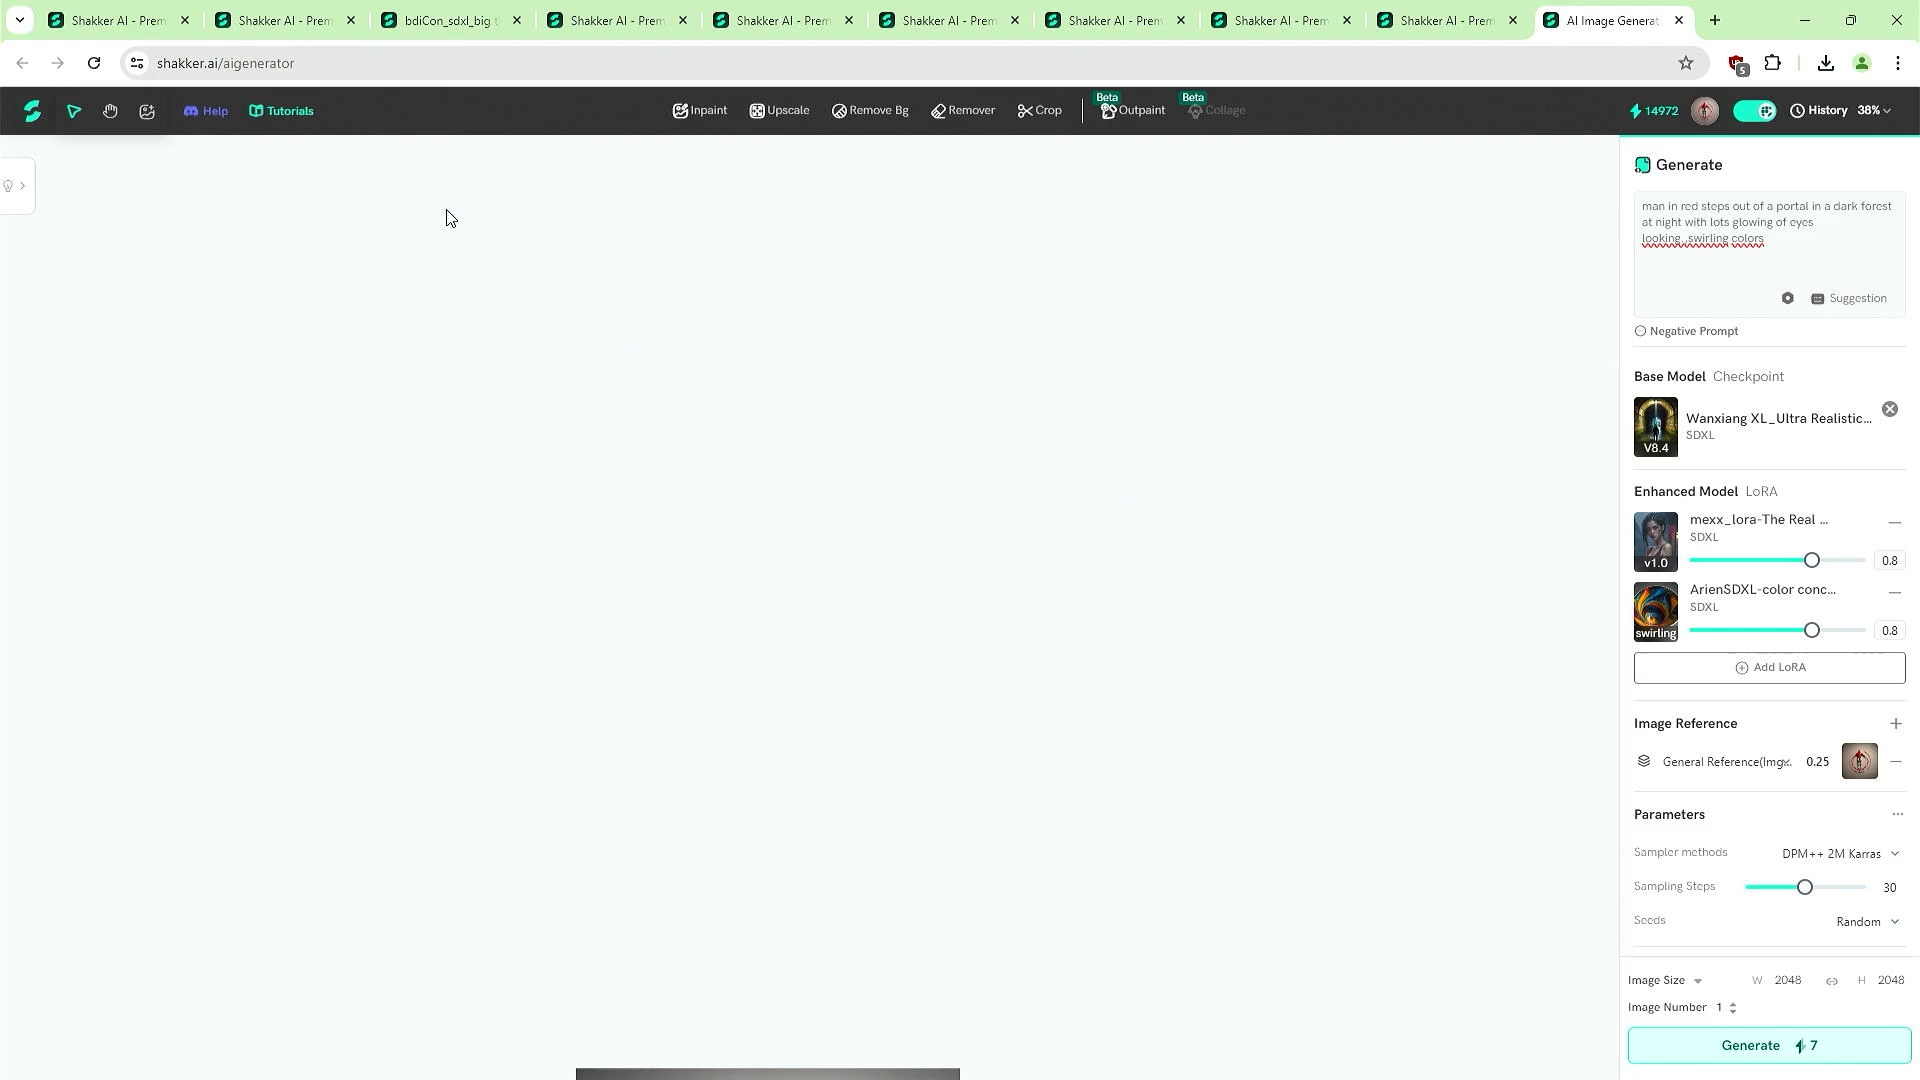 Shakker AI - Prem
Shakker AI - Prem
bdiCon_sdxl_big t
Shakker AI - Prem
Shakker AI - Prem
Shakker AI - Prem
Shakker AI - Prem
Shakker AI - Prem
Shakker AI - Prem
AI Image Generat
shakker.ai/aigenerator
5
Help
Tutorials
Inpaint
Upscale
Remove Bg
Remover
Crop
Beta
Outpaint
Beta
Collage
14972
History
38%
Generate
man in red steps out of a portal in a dark forest
at night with lots glowing of eyes
looking.,swirling colors
Suggestion
Negative Prompt
Base Model Checkpoint
Wanxiang XL_Ultra Realistic...
SDXL
V8.4
Enhanced Model LoRA
mexx_lora-The Real ...
SDXL
v1.0
0.8
ArienSDXL-color conc...
SDXL
swirling
0.8
Add LoRA
Image Reference
General Reference(Img... 0.25
Parameters
Sampler methods DPM++ 2M Karras
Sampling Steps 30
Seeds Random
Image Size W 2048 H 2048
Image Number 1
Generate 7